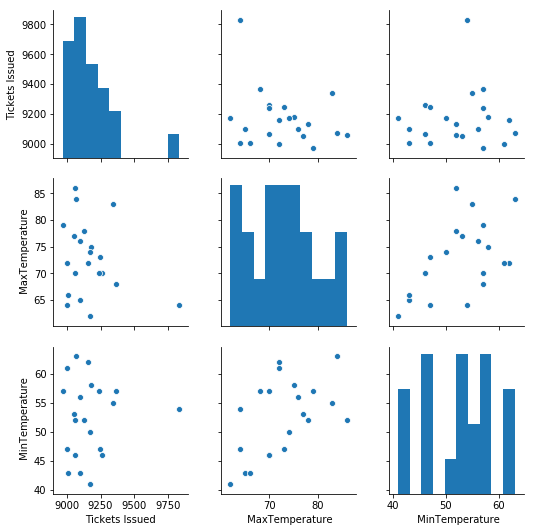 Tickets Issued
9800
9600
9400
9200
9000
MaxTemperature
85
80
75
70
65
MinTemperature
60
55
50
45
40
9000 9250 9500 9750
70 80
40 50 60
Tickets Issued
MaxTemperature
MinTemperature